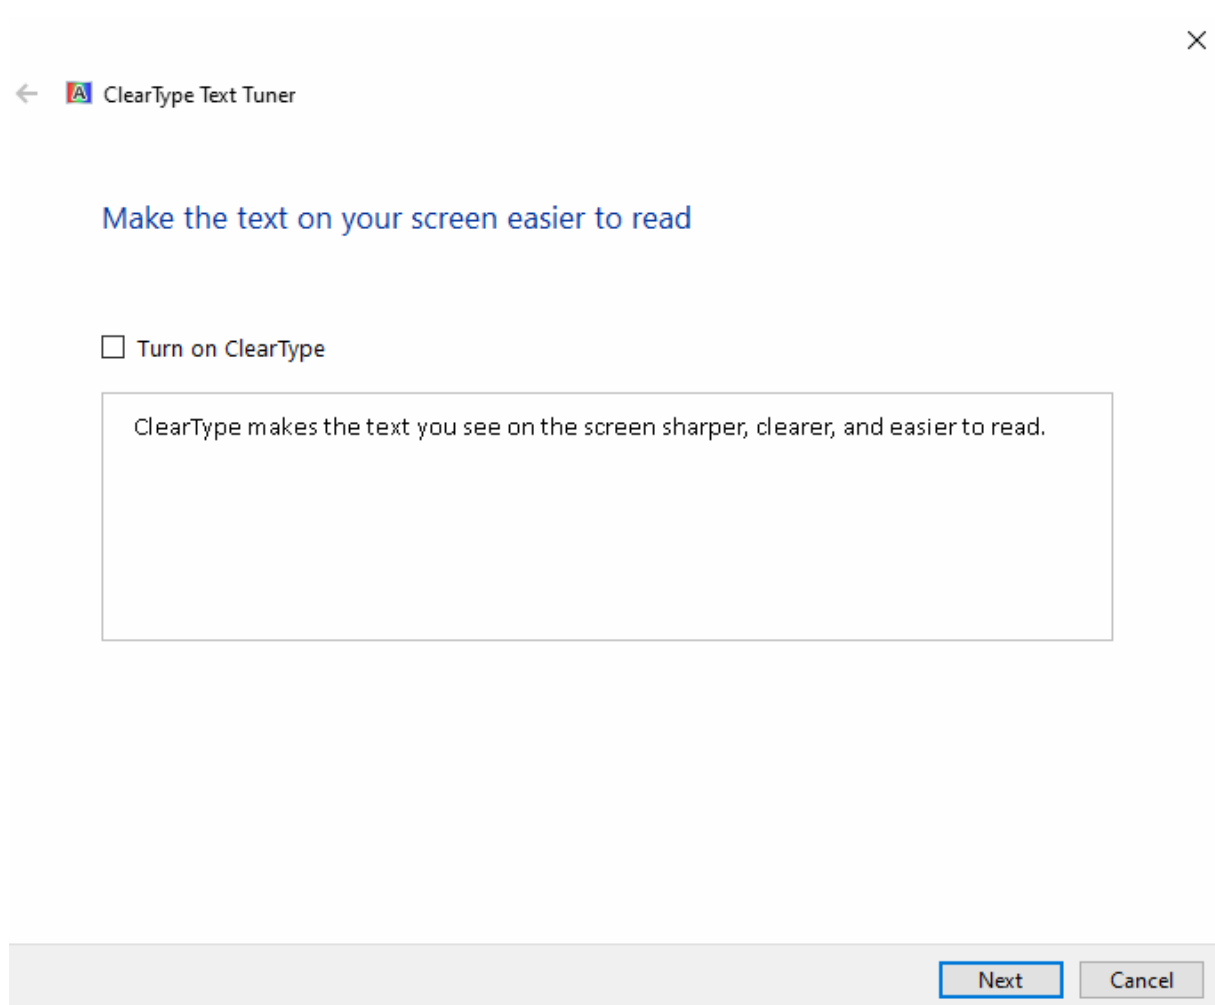 ClearType Text Tuner
Make the text on your screen easier to read
Turn on ClearType
ClearType makes the text you see on the screen sharper, clearer, and easier to read.
Next Cancel